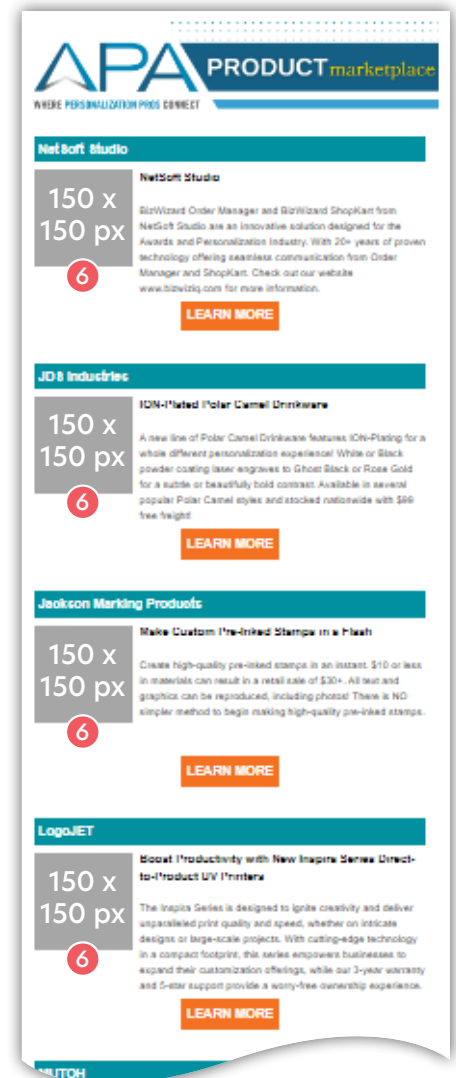 APA
PRODUCT marketplace
WHERE PERSONALIZATION PROS CONNECT
NetSoft Studio
150 x
150 px
6
NetSoft Studio
BizWizard Order Manager and BizWizard ShopKart from
NetSoft Studio are an innovative solution designed for the
Awards and Personalization Industry. With 20+ years of proven
technology offering seamless communication from Order
Manager and ShopKart. Check out our website
www.bizwiziq.com for more information.
LEARN MORE
JDS Industries
150 x
150 px
6
ION-Plated Polar Camel Drinkware
A new line of Polar Camel Drinkware features ION-Plating for a
whole different personalization experience! White or Black
powder coating laser engraves to Ghost Black or Rose Gold
for a subtle or beautifully bold contrast. Available in several
popular Polar Camel styles and stocked nationwide with $99
free freight!
LEARN MORE
Jackson Marking Products
150 x
150 px
6
Make Custom Pre-Inked Stamps in a Flash
Create high-quality pre-inked stamps in an instant. $10 or less
in materials can result in a retail sale of $30+. All text and
graphics can be reproduced, including photos! There is NO
simpler method to begin making high-quality pre-inked stamps.
LEARN MORE
LogoJET
150 x
150 px
6
Boost Productivity with New Inspira Series Direct-
to-Product UV Printers
The Inspira Series is designed to ignite creativity and deliver
unparalleled print quality and speed, whether on intricate
designs or large-scale projects. With cutting-edge technology
in a compact footprint, this series empowers businesses to
expand their customization offerings, while our 3-year warranty
and 5-star support provide a worry-free ownership experience.
LEARN MORE
MUTOH